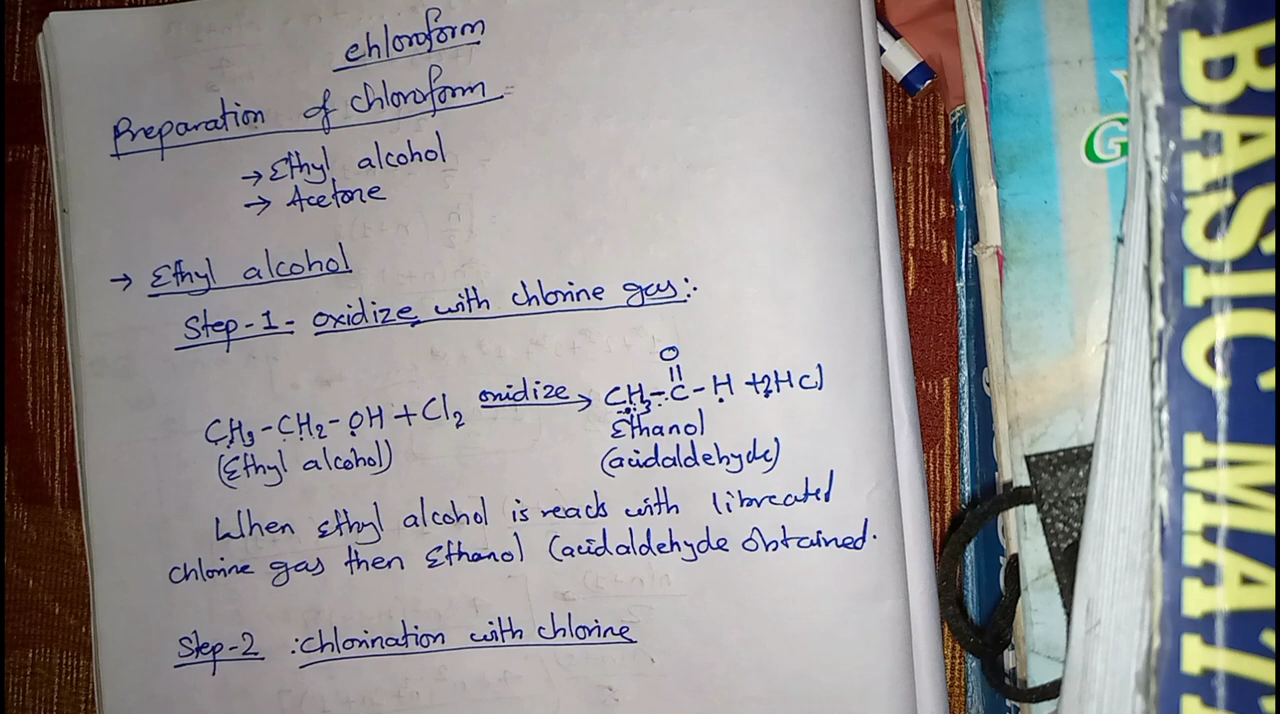 chloroform
Preparation of chloroform
→ Ethyl alcohol
→ Acetone
→ Ethyl alcohol
Step-1- oxidize with chlorine gas:-
CH3-CH2-OH + Cl2 oxidize → CH3-C-H +2HCl
O
||
(Ethyl alcohol)
Ethanol
(acidaldehyde)
When Ethyl alcohol is reacts with libreated
chlorine gas then Ethanol (acidaldehyde obtained.
Step-2 :chlorination with chlorine
BASIC MAT
G